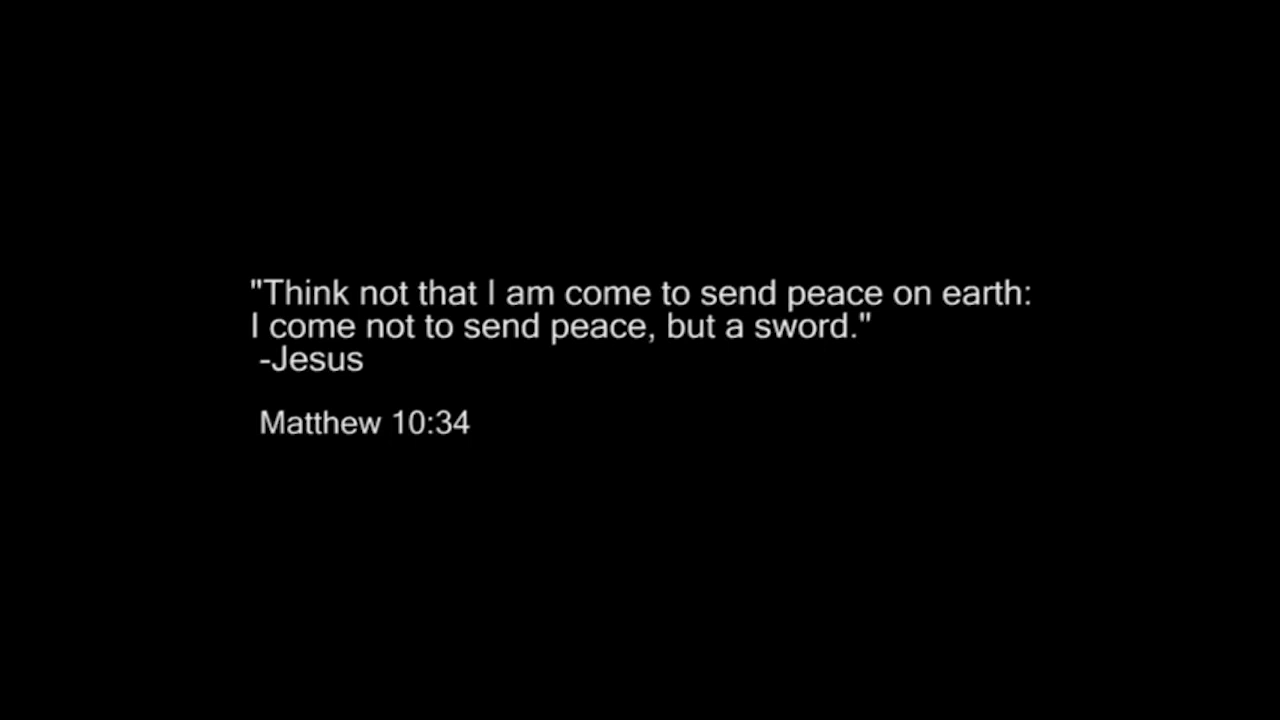 "Think not that I am come to send peace on earth:
I come not to send peace, but a sword."
-Jesus
Matthew 10:34